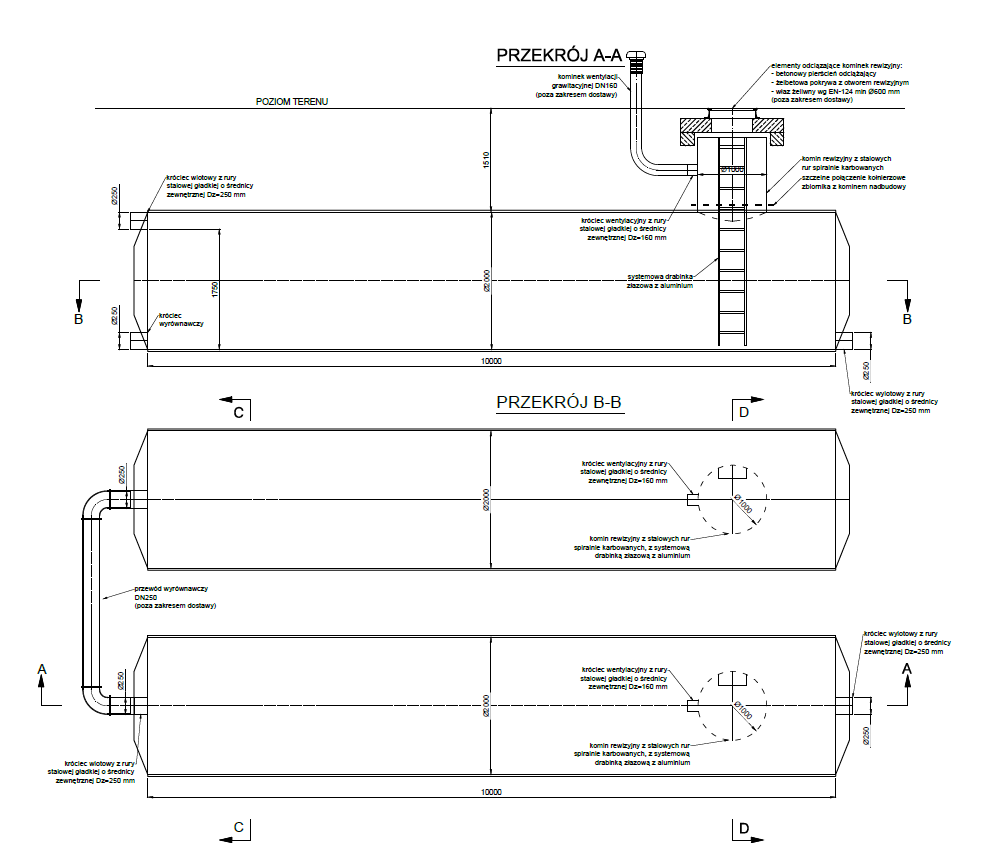 PRZEKRÓJ A-A
kominek wentylacji
grawitacyjnej DN160
(poza zakresem dostawy)
elementy odciążające kominek rewizyjny:
- betonowy pierścień odciążający
- żelbetowa pokrywa z otworem rewizyjnym
- właz żeliwny wg EN-124 min Ø600 mm
(poza zakresem dostawy)
POZIOM TERENU
1510
Ø1000
komin rewizyjny z stalowych
rur spiralnie karbowanych
szczelne połączenie kołnierzowe
zbiornika z kominem nadbudowy
króciec wlotowy z rury
stalowej gładkiej o średnicy
zewnętrznej Dz=250 mm
Ø250
króciec wentylacyjny z rury
stalowej gładkiej o średnicy
zewnętrznej Dz=160 mm
1750
Ø2000
systemowa drabinka
złazowa z aluminium
B
B
Ø250
króciec
wyrównawczy
10000
Ø250
króciec wylotowy z rury
stalowej gładkiej o średnicy
zewnętrznej Dz=250 mm
C
PRZEKRÓJ B-B
D
Ø250
Ø2000
króciec wentylacyjny z rury
stalowej gładkiej o średnicy
zewnętrznej Dz=160 mm
Ø1000
komin rewizyjny z stalowych rur
spiralnie karbowanych, z systemową
drabinką złazową z aluminium
przewód wyrównawczy
DN250
(poza zakresem dostawy)
króciec wylotowy z rury
stalowej gładkiej o średnicy
zewnętrznej Dz=250 mm
A
A
Ø250
Ø2000
króciec wentylacyjny z rury
stalowej gładkiej o średnicy
zewnętrznej Dz=160 mm
Ø1000
Ø250
komin rewizyjny z stalowych rur
spiralnie karbowanych, z systemową
drabinką złazową z aluminium
króciec wlotowy z rury
stalowej gładkiej o średnicy
zewnętrznej Dz=250 mm
10000
C
D